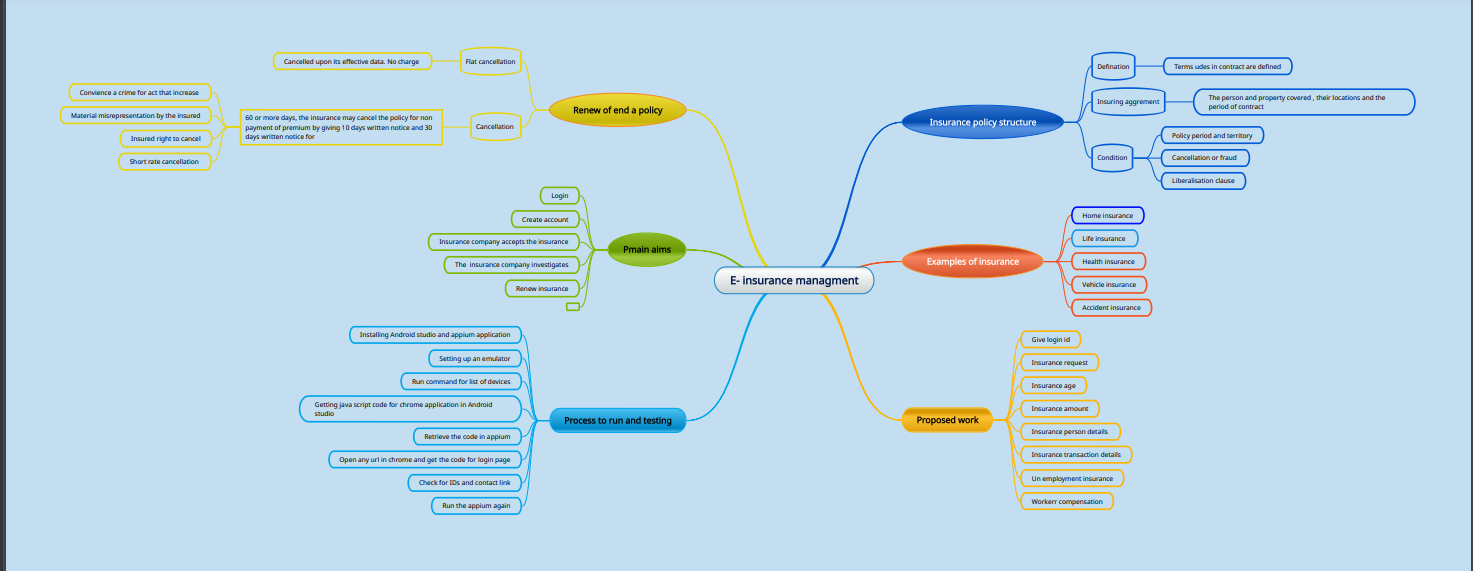 E- insurance managment
Renew of end a policy
Flat cancellation
Cancelled upon its effective data. No charge
Cancellation
60 or more days, the insurance may cancel the policy for non
payment of premium by giving 10 days written notice and 30
days written notice for
Convience a crime for act that increase
Material misrepresentation by the insured
Insured right to cancel
Short rate cancellation
Pmain aims
Login
Create account
Insurance company accepts the insurance
The insurance company investigates
Renew insurance
Process to run and testing
Installing Android studio and appium application
Setting up an emulator
Run command for list of devices
Getting java script code for chrome application in Android
studio
Retrieve the code in appium
Open any url in chrome and get the code for login page
Check for IDs and contact link
Run the appium again
Insurance policy structure
Defination
Terms udes in contract are defined
Insuring aggrement
The person and property covered , their locations and the
period of contract
Condition
Policy period and territory
Cancellation or fraud
Liberalisation clause
Examples of insurance
Home insurance
Life insurance
Health insurance
Vehicle insurance
Accident insurance
Proposed work
Give login id
Insurance request
Insurance age
Insurance amount
Insurance person details
Insurance transaction details
Un employment insurance
Workerr compensation